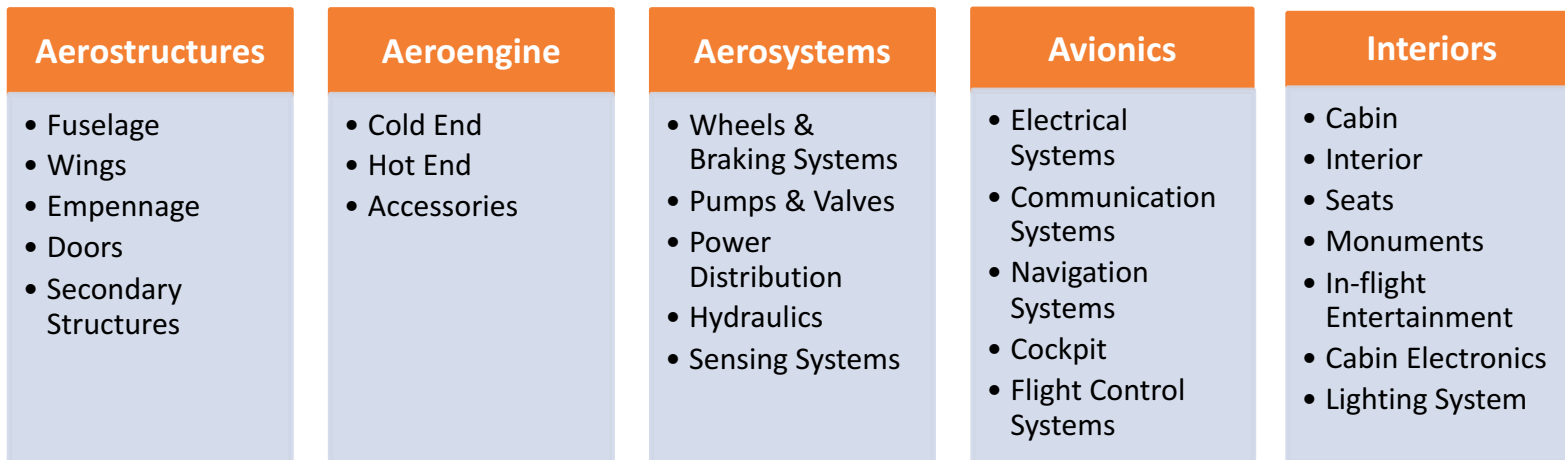 Aerostructures
• Fuselage
• Wings
• Empennage
• Doors
• Secondary
Structures
Aeroengine
• Cold End
• Hot End
• Accessories
Aerosystems
• Wheels &
Braking Systems
• Pumps & Valves
• Power
Distribution
• Hydraulics
• Sensing Systems
Avionics
• Electrical
Systems
• Communication
Systems
• Navigation
Systems
• Cockpit
• Flight Control
Systems
Interiors
• Cabin
• Interior
• Seats
• Monuments
• In-flight
Entertainment
• Cabin Electronics
• Lighting System